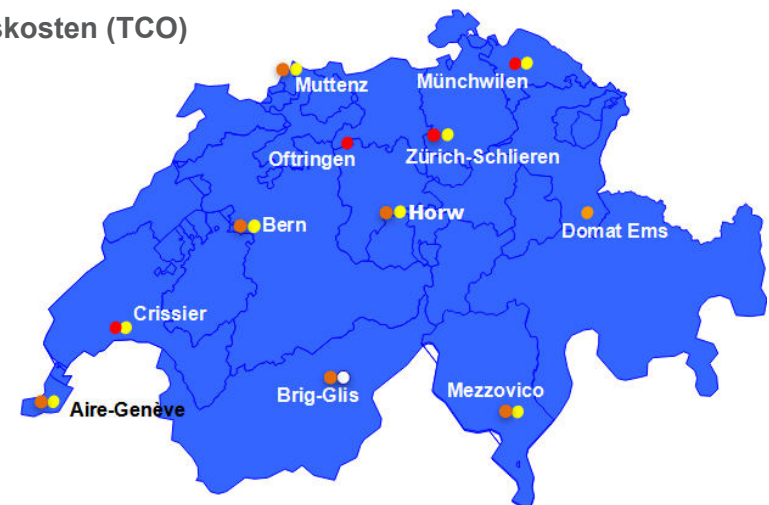 skosten (TCO)
Muttenz
Münchwilen
Oftringen
Zürich-Schlieren
Bern
Horw
Domat Ems
Crissier
Brig-Glis
Mezzovico
Aire-Genève